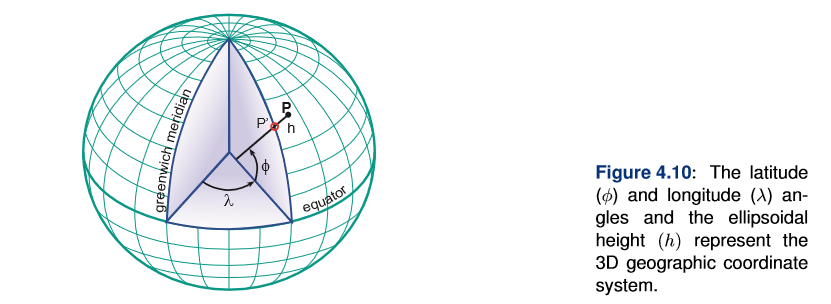 greenwich meridian
P
P'
h
ϕ
λ
equator
Figure 4.10: The latitude
(ϕ) and longitude (λ) an-
gles and the ellipsoidal
height (h) represent the
3D geographic coordinate
system.